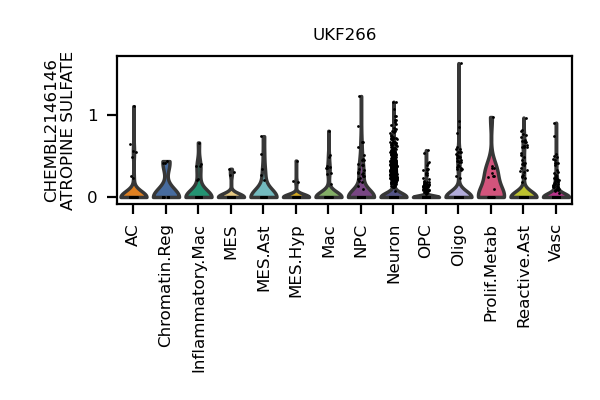 UKF266
CHEMBL2146146
ATROPINE SULFATE
1
0
AC
Chromatin.Reg
Inflammatory.Mac
MES
MES.Ast
MES.Hyp
Mac
NPC
Neuron
OPC
Oligo
Prolif.Metab
Reactive.Ast
Vasc